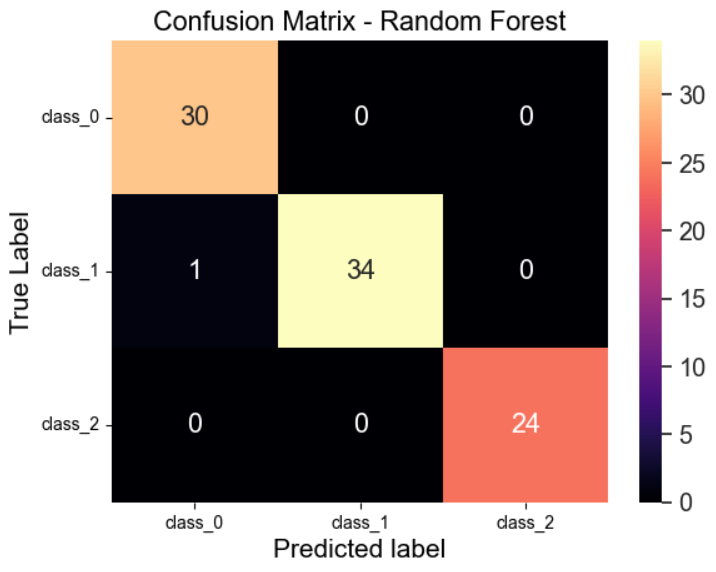 Confusion Matrix - Random Forest
class_0
30
0
0
class_1
1
34
0
class_2
0
0
24
class_0
class_1
class_2
True Label
Predicted label
30
25
20
15
10
5
0